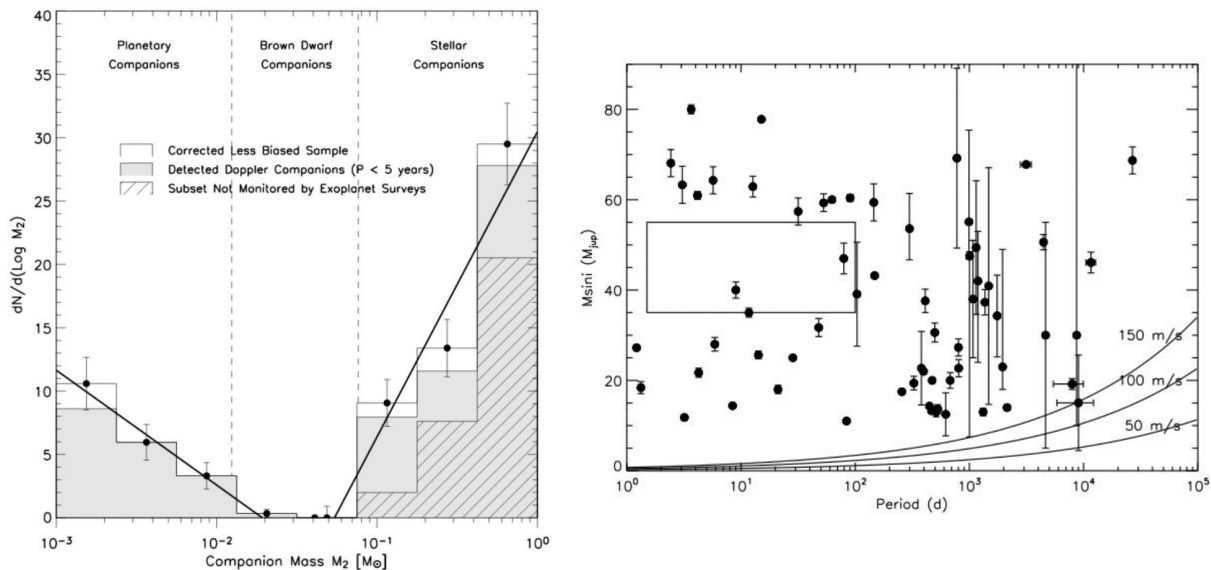 40
35
30
25
20
15
10
5
0
dN/d(Log M2)
Planetary
Companions
Brown Dwarf
Companions
Stellar
Companions
Corrected Less Biased Sample
Detected Doppler Companions (P < 5 years)
Subset Not Monitored by Exoplanet Surveys
10⁻³
10⁻²
10⁻¹
10⁰
Companion Mass M₂ [M⊙]
80
60
40
20
0
Msini (Mjup)
150 m/s
100 m/s
50 m/s
10⁰
10¹
10²
10³
10⁴
10⁵
Period (d)